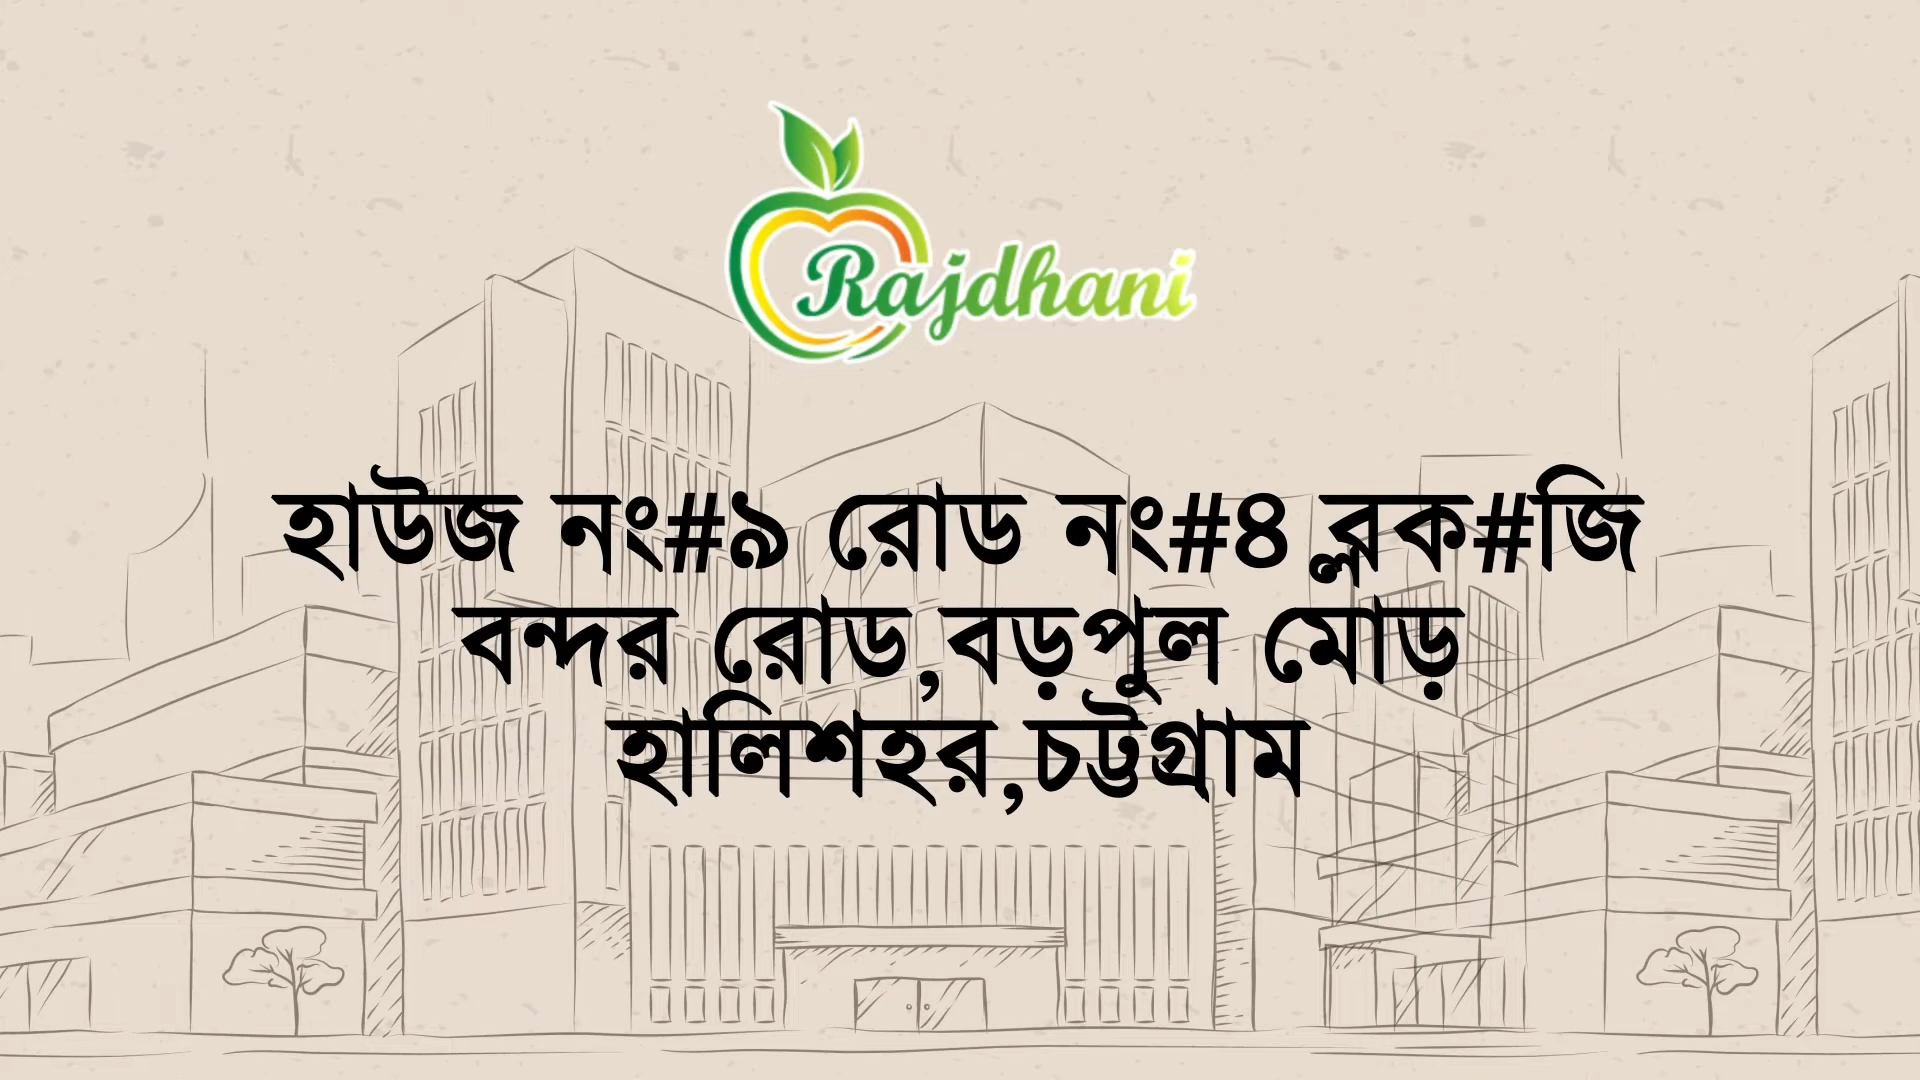 Rajdhani
হাউজ নং#৯ রোড নং#৪ ব্লক#জি
বন্দর রোড,বড়পুল মোড়
হালিশহর,চট্টগ্রাম